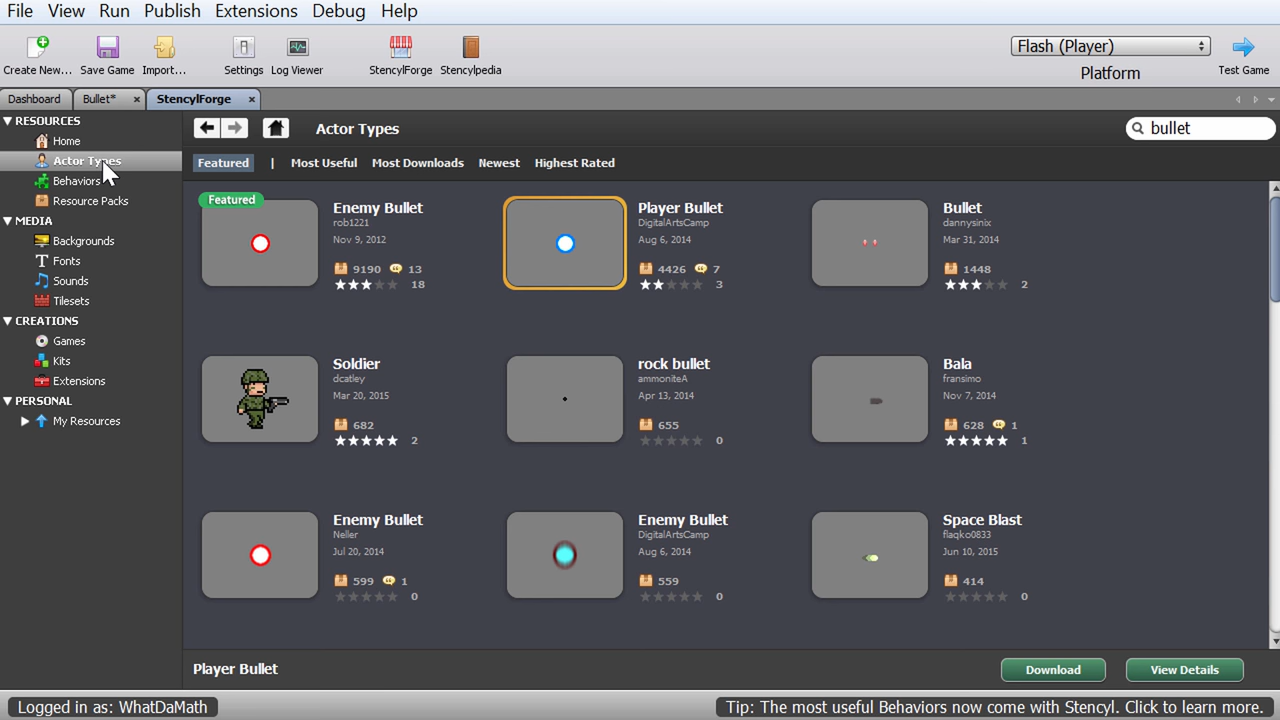 File View Run Publish Extensions Debug Help
Create New... Save Game Import... Settings Log Viewer StencylForge Stencylpedia
Flash (Player)
Platform
Test Game
Dashboard Bullet* × StencylForge ×
RESOURCES
Home
Actor Types
Behaviors
Resource Packs
MEDIA
Backgrounds
Fonts
Sounds
Tilesets
CREATIONS
Games
Kits
Extensions
PERSONAL
My Resources
Actor Types
bullet
Featured | Most Useful Most Downloads Newest Highest Rated
Featured
Enemy Bullet
rob1221
Nov 9, 2012
9190 13
18
Player Bullet
DigitalArtsCamp
Aug 6, 2014
4426 7
3
Bullet
dannysinix
Mar 31, 2014
1448
2
Soldier
dcatley
Mar 20, 2015
682
2
rock bullet
ammoniteA
Apr 13, 2014
655
0
Bala
fransimo
Nov 7, 2014
628 1
1
Enemy Bullet
Neller
Jul 20, 2014
599 1
0
Enemy Bullet
DigitalArtsCamp
Aug 6, 2014
559
0
Space Blast
flaqko0833
Jun 10, 2015
414
0
Player Bullet
Download View Details
Logged in as: WhatDaMath
Tip: The most useful Behaviors now come with Stencyl. Click to learn more.